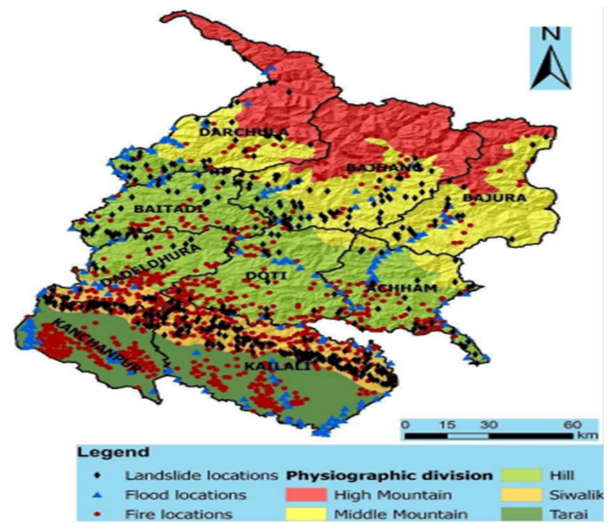 N
DARCHULA
BAJHANG
BAITADI
BAJURA
DADELDHURA
DOTI
ACHHAM
KANCHANPUR
KAILALI
0 15 30 60
km
Legend
Landslide locations
Flood locations
Fire locations
Physiographic division
High Mountain
Middle Mountain
Hill
Siwalik
Tarai